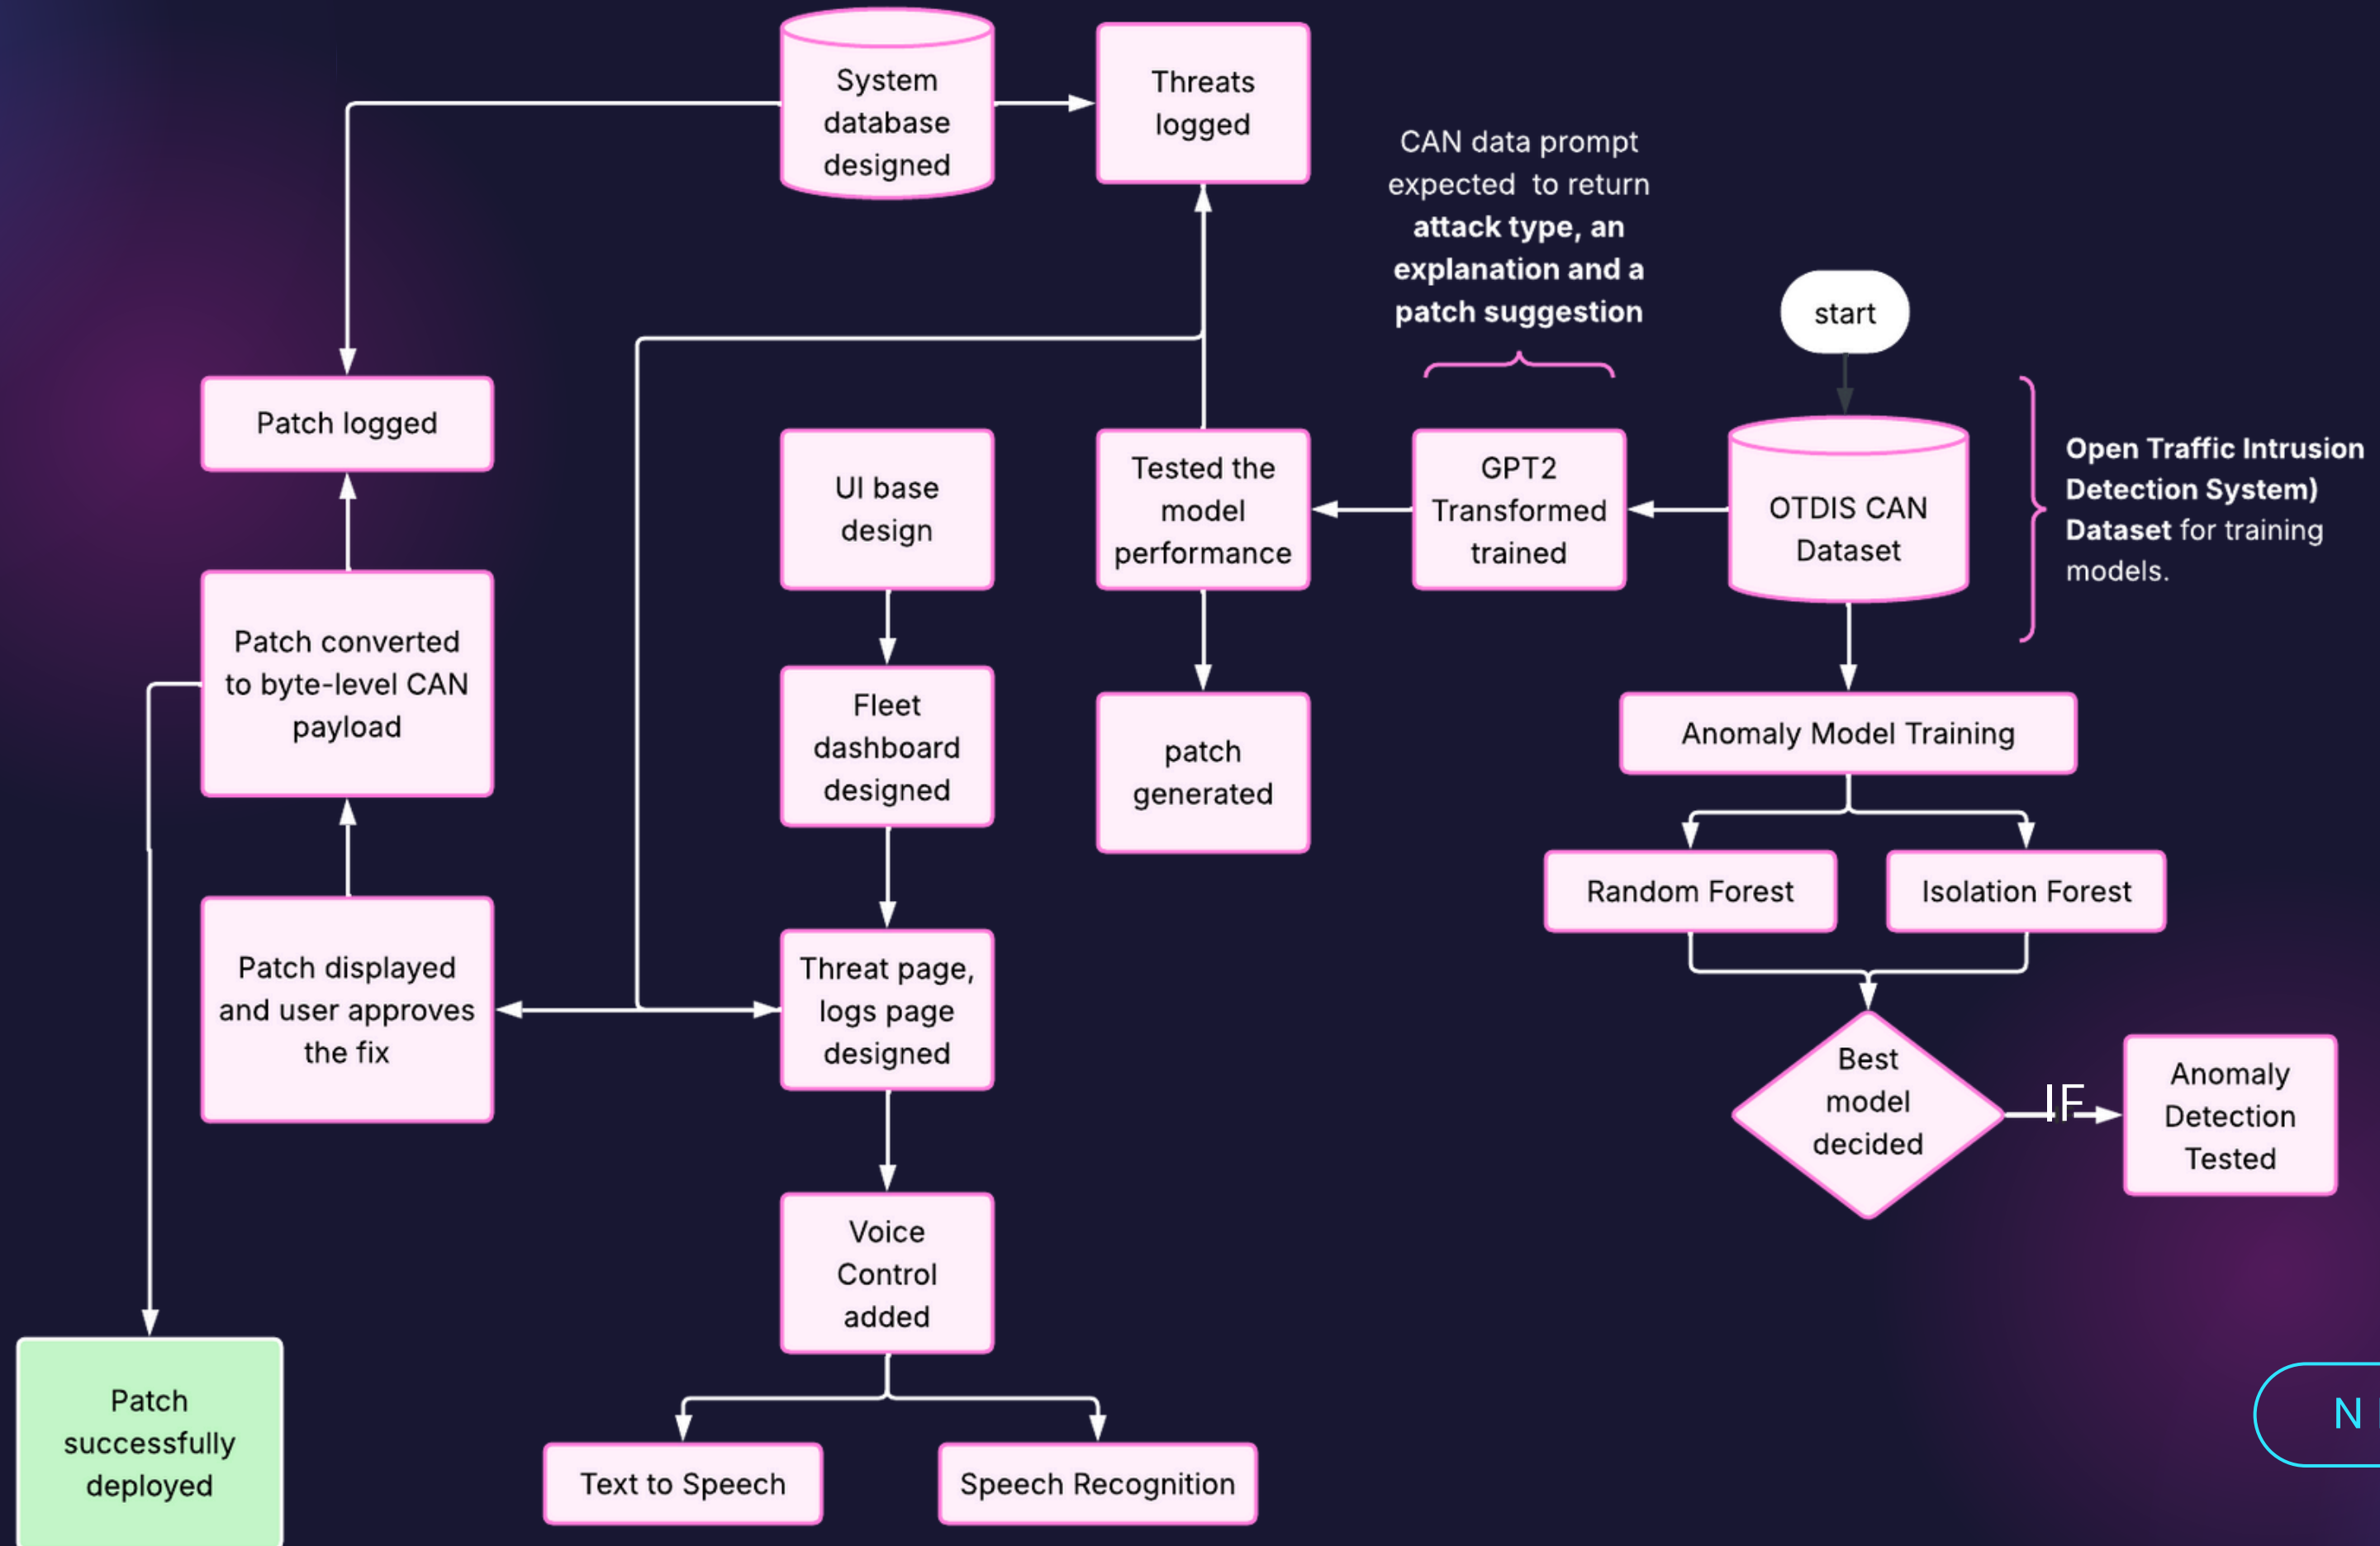 System
database
designed
Threats
logged
CAN data prompt
expected to return
attack type, an
explanation and a
patch suggestion
start
Patch logged
UI base
design
Tested the
model
performance
GPT2
Transformed
trained
OTDIS CAN
Dataset
Open Traffic Intrusion
Detection System)
Dataset for training
models.
Patch converted
to byte-level CAN
payload
Fleet
dashboard
designed
patch
generated
Anomaly Model Training
Random Forest
Isolation Forest
Patch displayed
and user approves
the fix
Threat page,
logs page
designed
Best
model
decided
IF
Anomaly
Detection
Tested
Voice
Control
added
Patch
successfully
deployed
Text to Speech
Speech Recognition
N